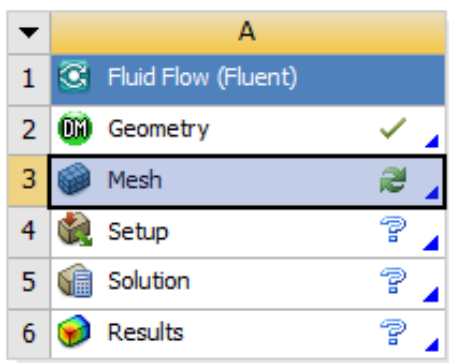 A
1 Fluid Flow (Fluent)
2 DM Geometry ?
3 Mesh
4 Setup ?
5 Solution ?
6 Results ?